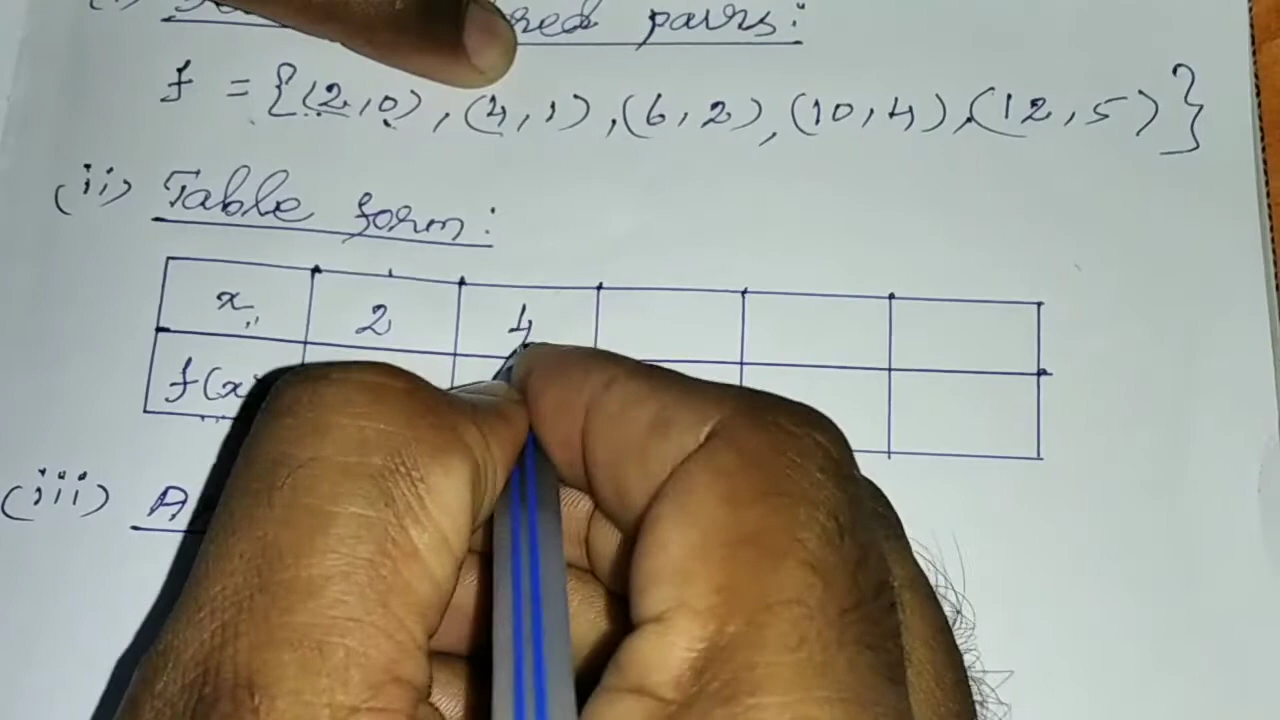 red pairs:
f = {(2,0), (4,1), (6,2), (10,4), (12,5)}
(ii) Table form:
x 2 4
f(x
(iii) A